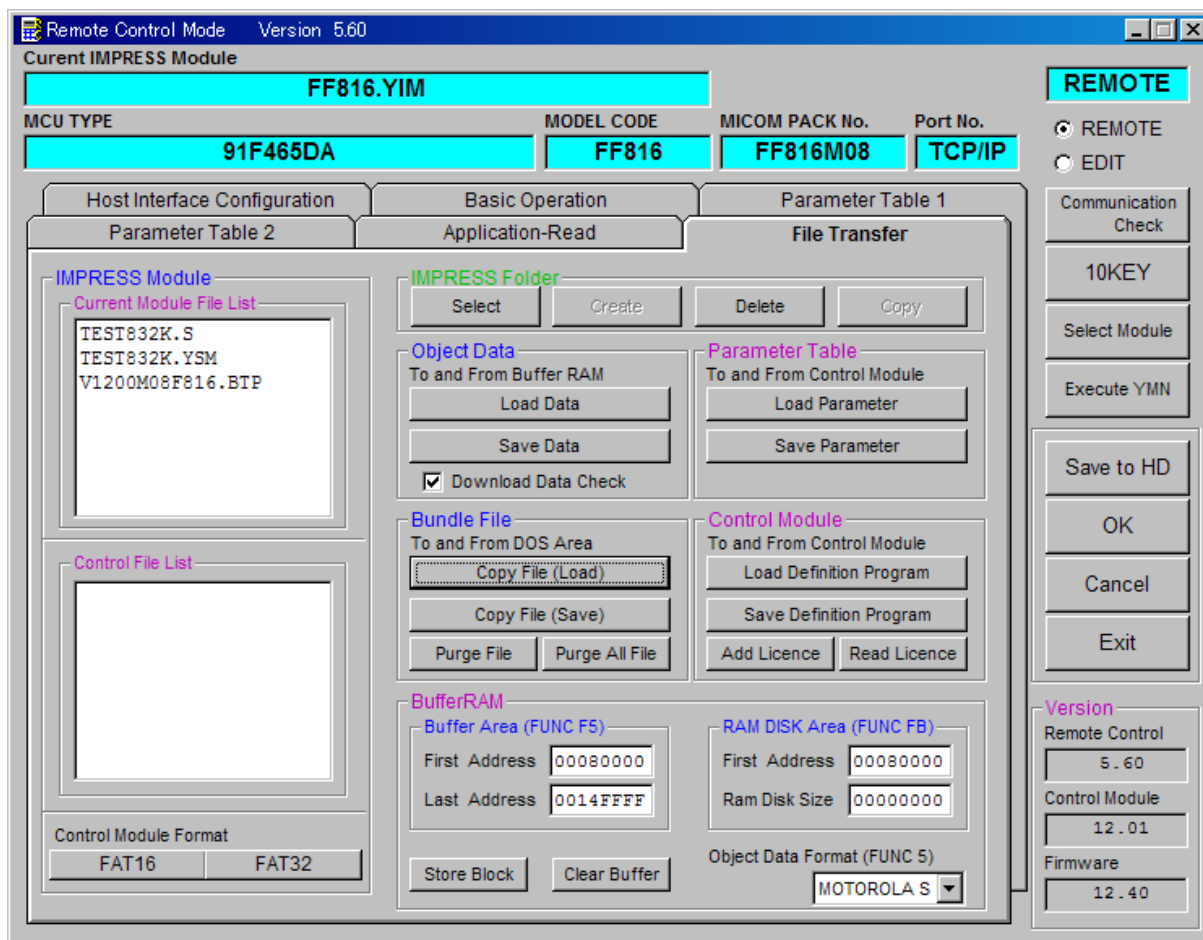 Remote Control Mode Version 5.60
Curent IMPRESS Module
FF816.YIM
REMOTE
MCU TYPE MODEL CODE MICOM PACK No. Port No.
91F465DA FF816 FF816M08 TCP/IP
REMOTE
EDIT
Host Interface Configuration Basic Operation Parameter Table 1
Parameter Table 2 Application-Read File Transfer
Communication
Check
10KEY
Select Module
Execute YMN
Save to HD
OK
Cancel
Exit
IMPRESS Module
Current Module File List
TEST832K.S
TEST832K.YSM
V1200M08F816.BTP
Control File List
Control Module Format
FAT16 FAT32
IMPRESS Folder
Select Create Delete Copy
Object Data
To and From Buffer RAM
Load Data
Save Data
Download Data Check
Parameter Table
To and From Control Module
Load Parameter
Save Parameter
Bundle File
To and From DOS Area
Copy File (Load)
Copy File (Save)
Purge File Purge All File
Control Module
To and From Control Module
Load Definition Program
Save Definition Program
Add Licence Read Licence
BufferRAM
Buffer Area (FUNC F5)
First Address 00080000
Last Address 0014FFFF
RAM DISK Area (FUNC FB)
First Address 00080000
Ram Disk Size 00000000
Store Block Clear Buffer
Object Data Format (FUNC 5)
MOTOROLA S
Version
Remote Control
5.60
Control Module
12.01
Firmware
12.40